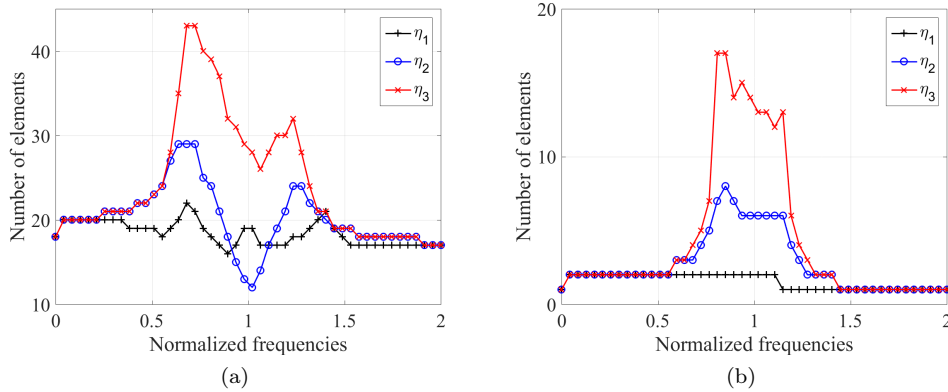 40
30
20
10
Number of elements
0
0.5
1
1.5
2
Normalized frequencies
η1
η2
η3
(a)
20
10
0
Number of elements
0
0.5
1
1.5
2
Normalized frequencies
η1
η2
η3
(b)